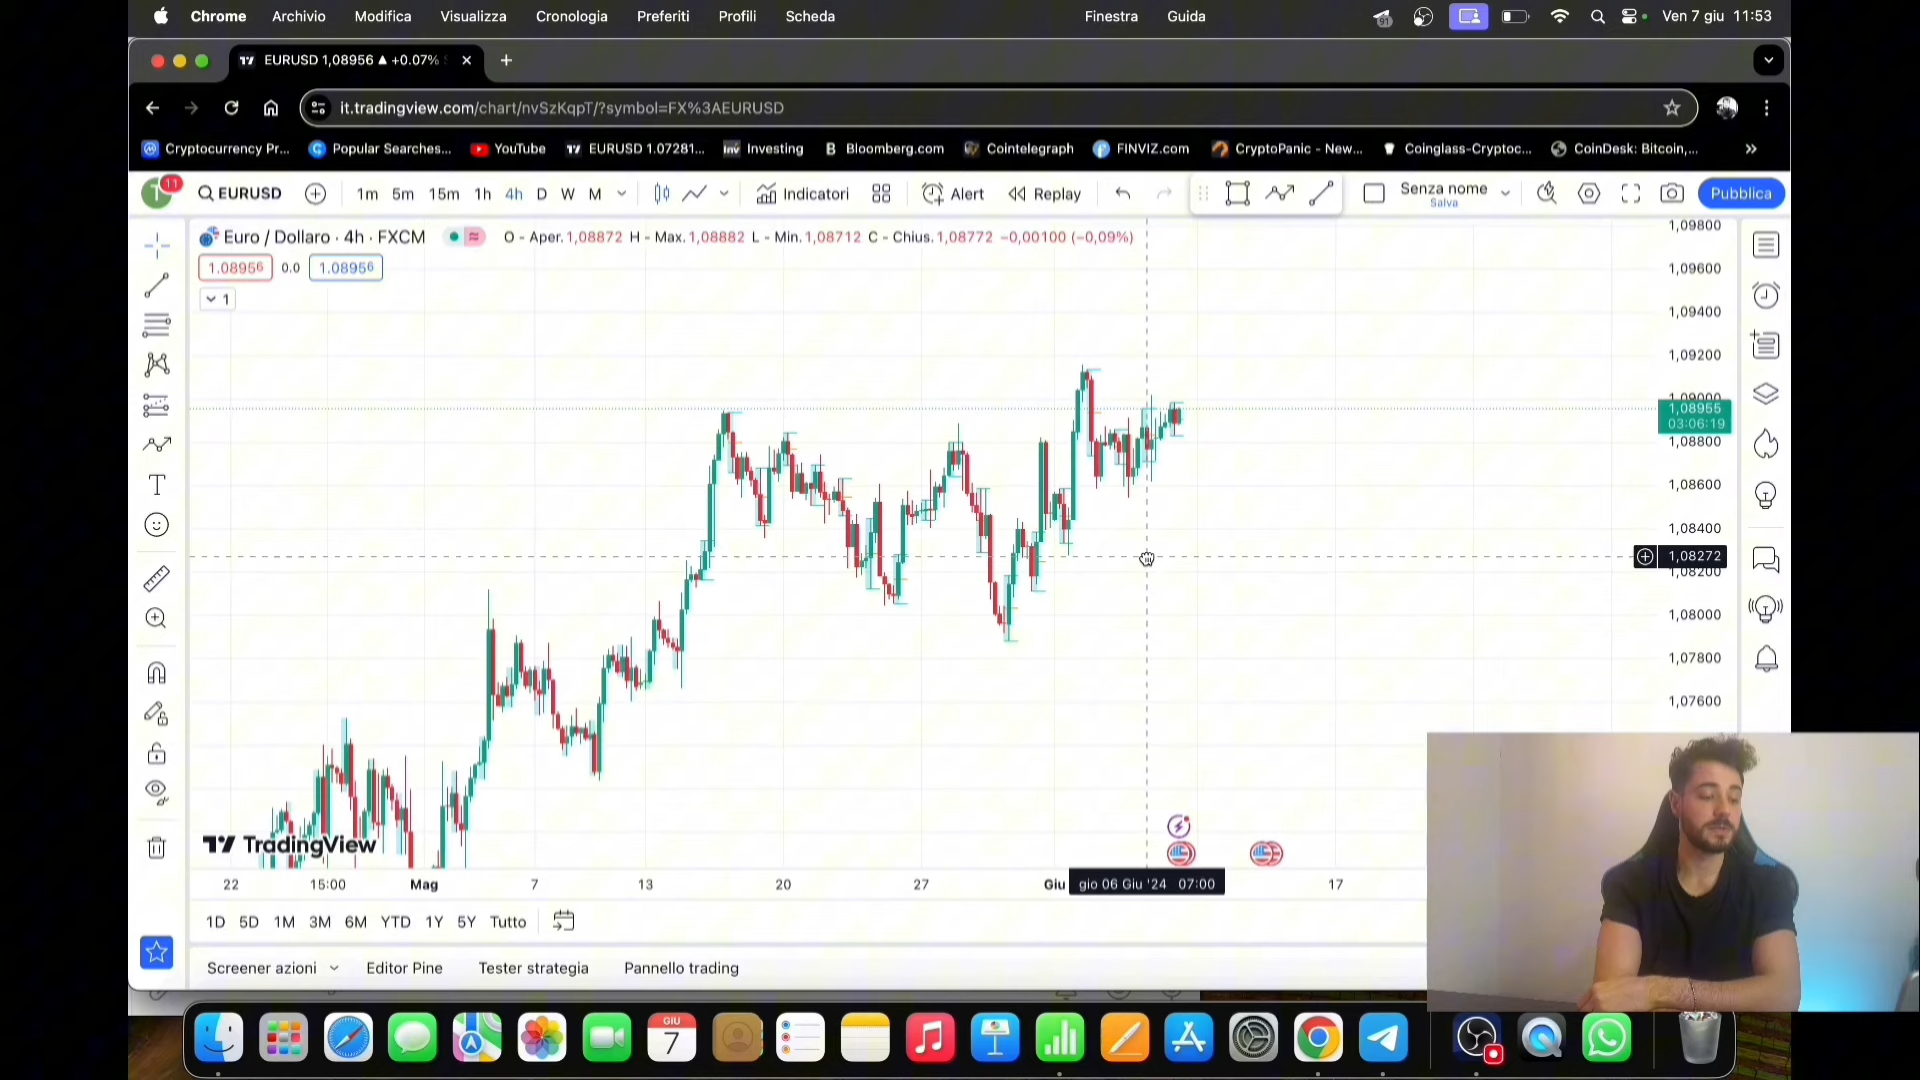 Chrome Archivio Modifica Visualizza Cronologia Preferiti Profili Scheda Finestra Guida Ven 7 giu 11:53
EURUSD 1,08956 ▲ +0.07%
it.tradingview.com/chart/nvSzKqpT/?symbol=FX%3AEURUSD
Cryptocurrency Pr... Popular Searches... YouTube EURUSD 1.07281... Investing Bloomberg.com Cointelegraph FINVIZ.com CryptoPanic - New... Coinglass-Cryptoc... CoinDesk: Bitcoin,...
T 11 EURUSD 1m 5m 15m 1h 4h D W M Indicatori Alert Replay Senza nome Pubblica
Salva
Euro / Dollaro · 4h · FXCM O - Aper.1,08872 H - Max.1,08882 L - Min.1,08712 C - Chius.1,08772 −0,00100 (−0,09%)
1.08956 0.0 1.08956
1
1,09800
1,09600
1,09400
1,09200
1,09000
1,08955
03:06:19
1,08800
1,08600
1,08400
1,08272
1,08200
1,08000
1,07800
1,07600
TradingView
22 15:00 Mag 7 13 20 27 Giu gio 06 Giu '24 07:00 17
1D 5D 1M 3M 6M YTD 1Y 5Y Tutto
Screener azioni Editor Pine Tester strategia Pannello trading
GIU
7